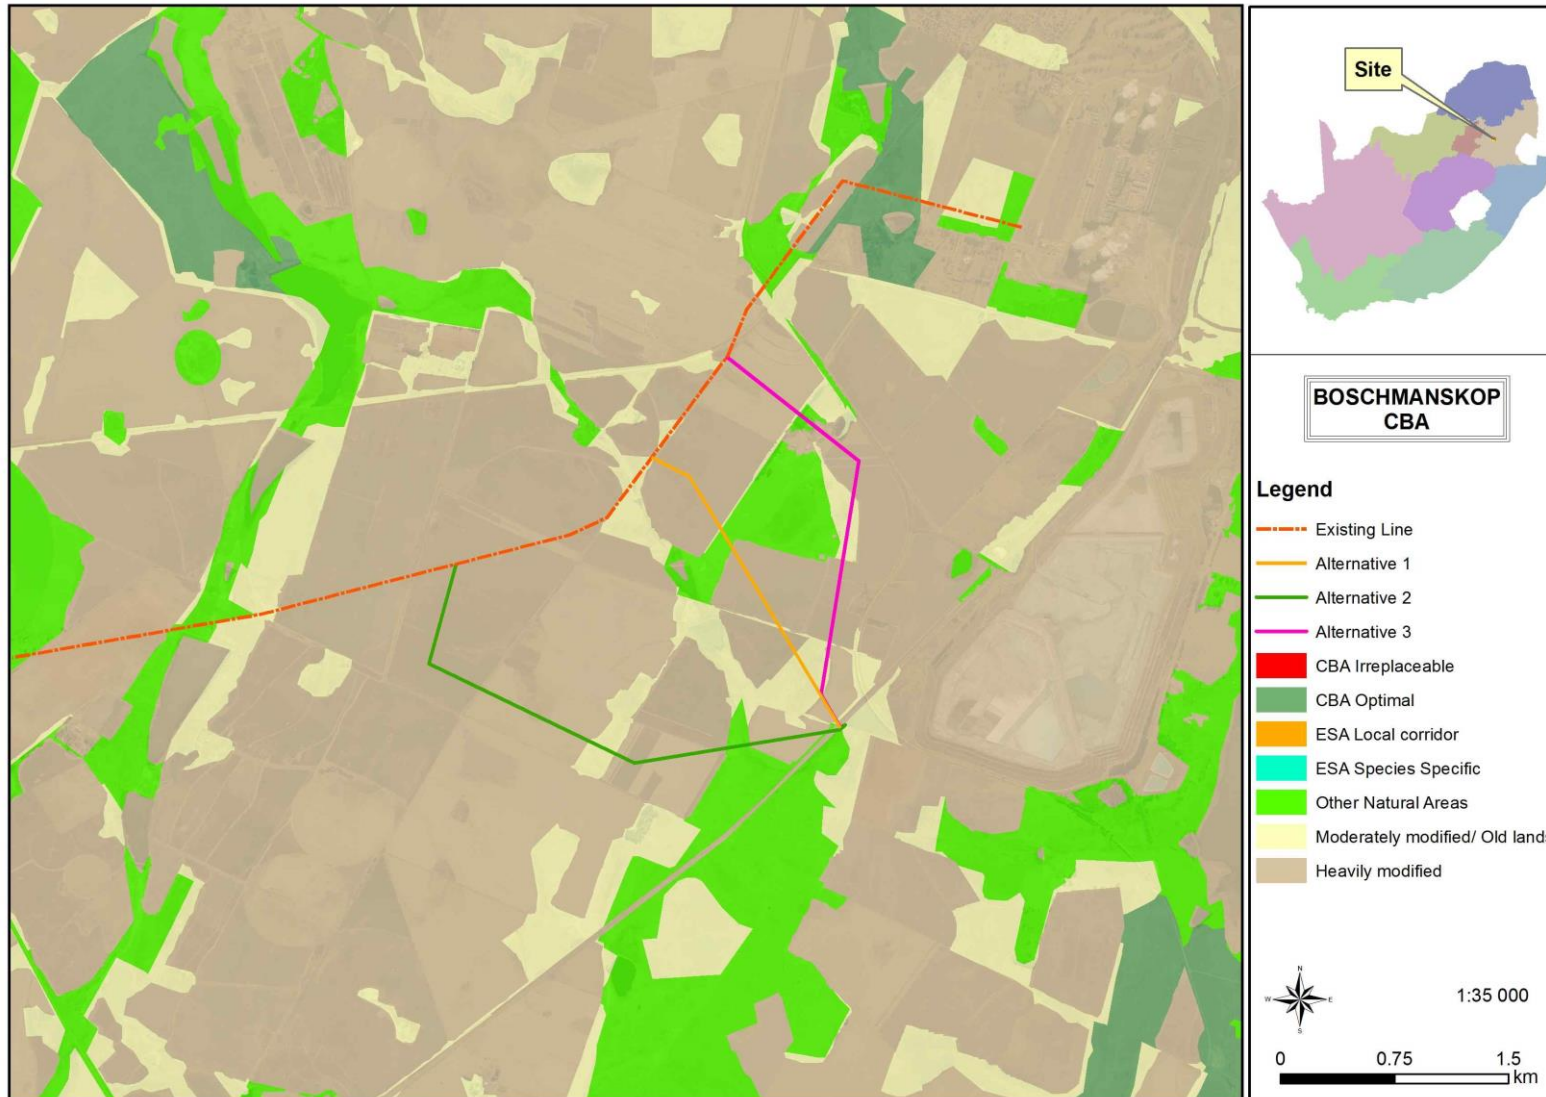 Site
BOSCHMANSKOP
CBA
Legend
Existing Line
Alternative 1
Alternative 2
Alternative 3
CBA Irreplaceable
CBA Optimal
ESA Local corridor
ESA Species Specific
Other Natural Areas
Moderately modified/ Old lands
Heavily modified
N
W E
S
1:35 000
0 0.75 1.5
km